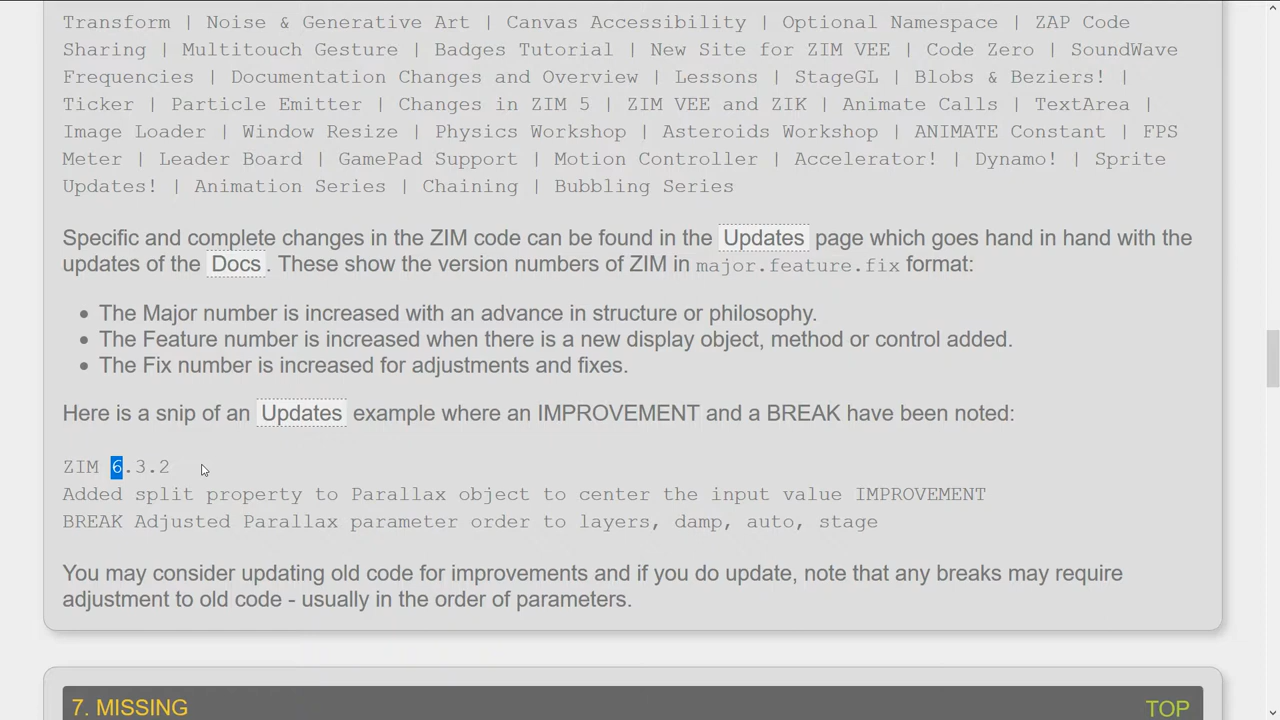 Transform | Noise & Generative Art | Canvas Accessibility | Optional Namespace | ZAP Code
Sharing | Multitouch Gesture | Badges Tutorial | New Site for ZIM VEE | Code Zero | SoundWave
Frequencies | Documentation Changes and Overview | Lessons | StageGL | Blobs & Beziers! |
Ticker | Particle Emitter | Changes in ZIM 5 | ZIM VEE and ZIK | Animate Calls | TextArea |
Image Loader | Window Resize | Physics Workshop | Asteroids Workshop | ANIMATE Constant | FPS
Meter | Leader Board | GamePad Support | Motion Controller | Accelerator! | Dynamo! | Sprite
Updates! | Animation Series | Chaining | Bubbling Series
Specific and complete changes in the ZIM code can be found in the Updates page which goes hand in hand with the
updates of the Docs. These show the version numbers of ZIM in major.feature.fix format:
• The Major number is increased with an advance in structure or philosophy.
• The Feature number is increased when there is a new display object, method or control added.
• The Fix number is increased for adjustments and fixes.
Here is a snip of an Updates example where an IMPROVEMENT and a BREAK have been noted:
ZIM 6.3.2
Added split property to Parallax object to center the input value IMPROVEMENT
BREAK Adjusted Parallax parameter order to layers, damp, auto, stage
You may consider updating old code for improvements and if you do update, note that any breaks may require
adjustment to old code - usually in the order of parameters.
7. MISSING TOP